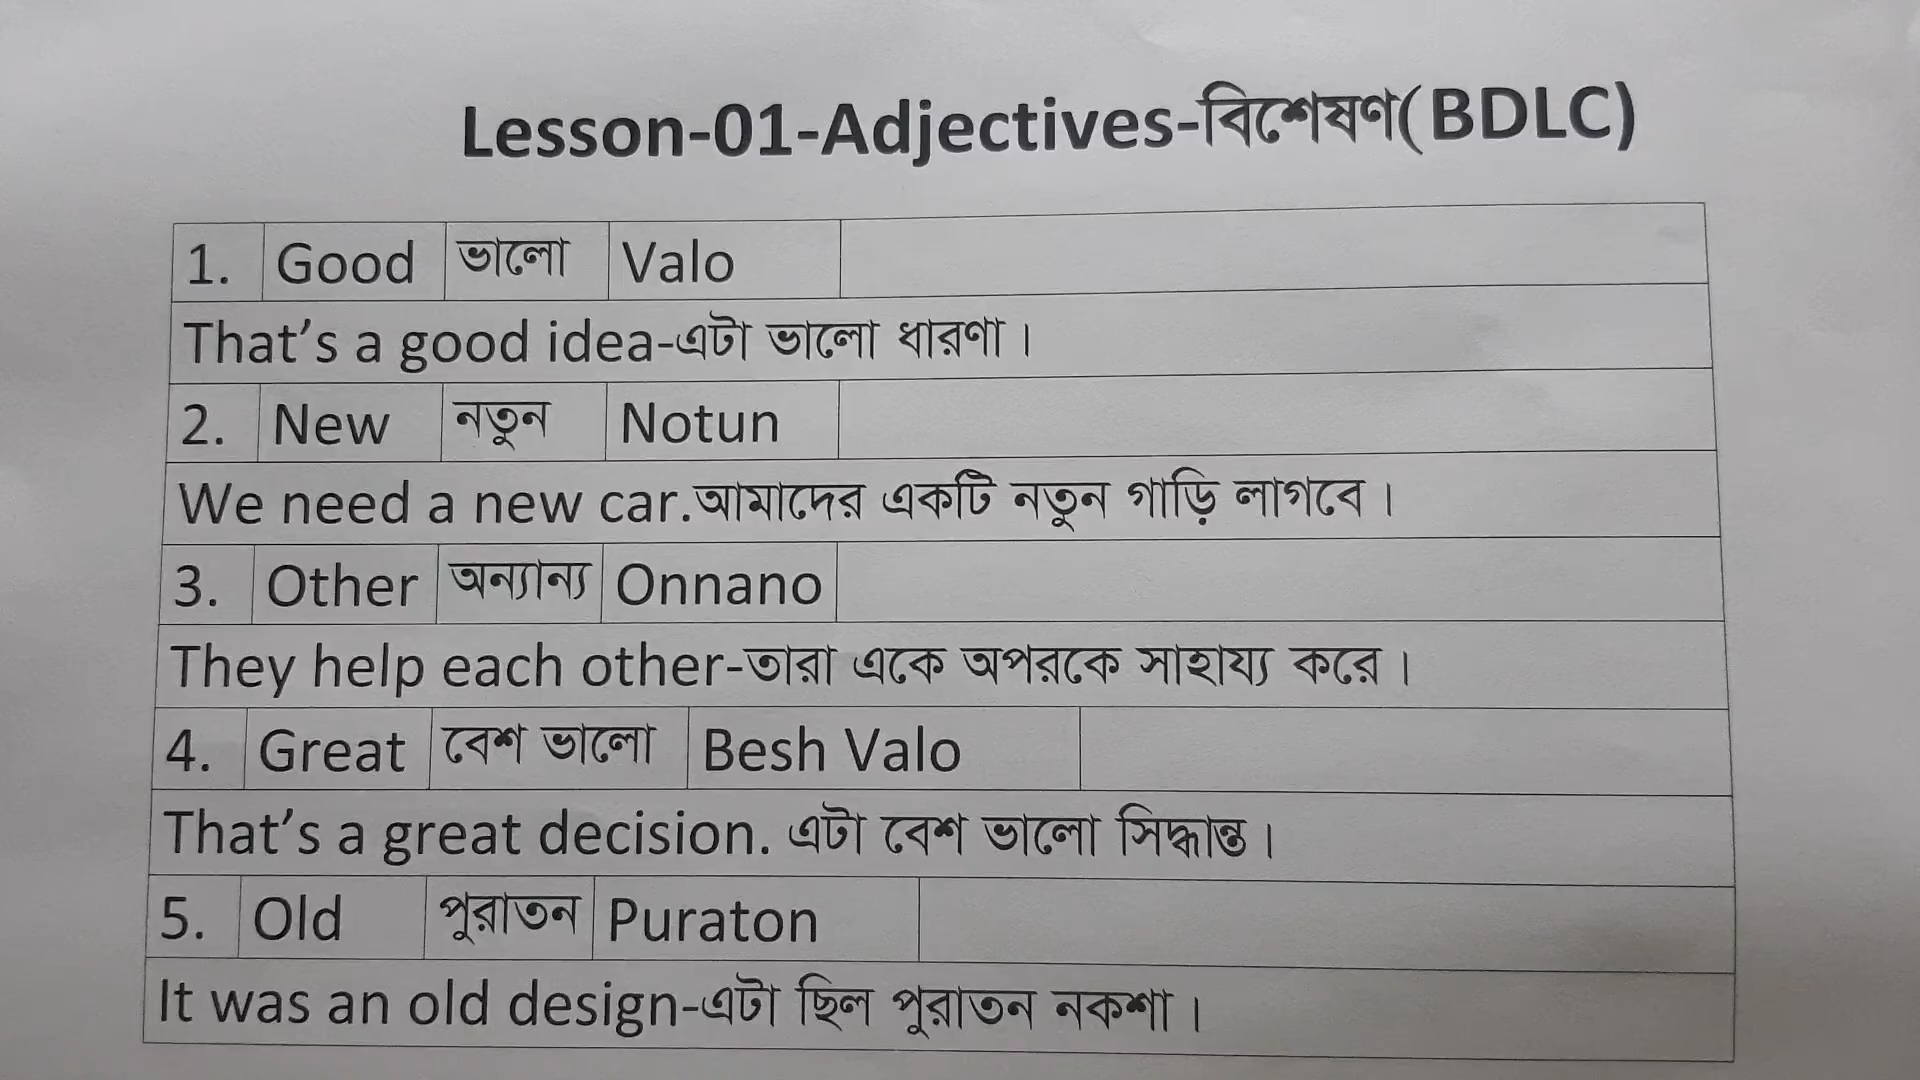 Lesson-01-Adjectives-বিশেষণ(BDLC)
1. Good ভালো Valo
That's a good idea-এটা ভালো ধারণা।
2. New নতুন Notun
We need a new car.আমাদের একটি নতুন গাড়ি লাগবে।
3. Other অন্যান্য Onnano
They help each other-তারা একে অপরকে সাহায্য করে।
4. Great বেশ ভালো Besh Valo
That's a great decision. এটা বেশ ভালো সিদ্ধান্ত।
5. Old পুরাতন Puraton
It was an old design-এটা ছিল পুরাতন নকশা।